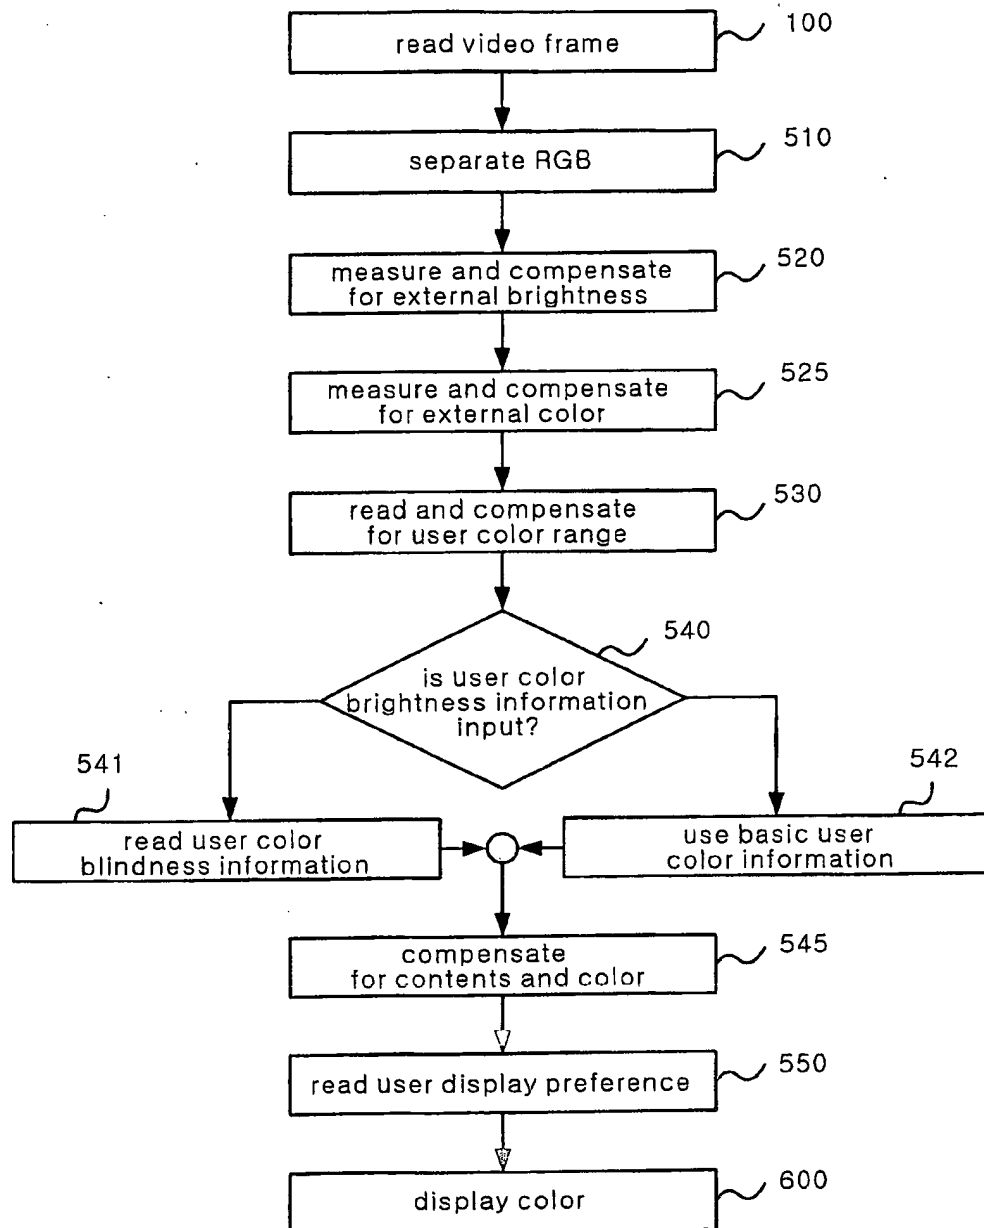 read video frame
100
separate RGB
510
measure and compensate
for external brightness
520
measure and compensate
for external color
525
read and compensate
for user color range
530
is user color
brightness information
input?
540
541
read user color
blindness information
542
use basic user
color information
compensate
for contents and color
545
read user display preference
550
display color
600